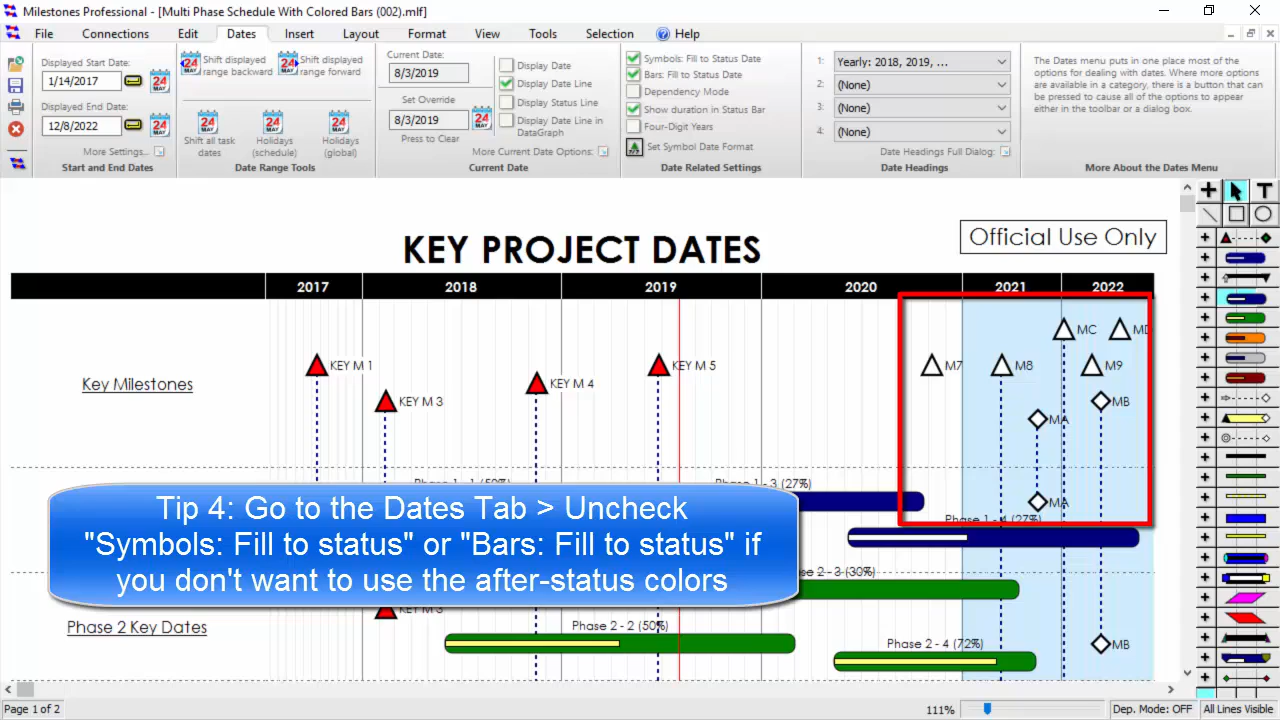 Milestones Professional - [Multi Phase Schedule With Colored Bars (002).mlf]
File Connections Edit Dates Insert Layout Format View Tools Selection Help
Displayed Start Date:
1/14/2017
Displayed End Date:
12/8/2022
More Settings...
Start and End Dates
Shift displayed
range backward
Shift displayed
range forward
Shift all task
dates
Holidays
(schedule)
Holidays
(global)
Date Range Tools
Current Date:
8/3/2019
Set Override
8/3/2019
Press to Clear
Display Date
Display Date Line
Display Status Line
Display Date Line in
DataGraph
More Current Date Options:
Current Date
Symbols: Fill to Status Date
Bars: Fill to Status Date
Dependency Mode
Show duration in Status Bar
Four-Digit Years
Set Symbol Date Format
Date Related Settings
1: Yearly: 2018, 2019, ...
2: (None)
3: (None)
4: (None)
Date Headings Full Dialog:
Date Headings
The Dates menu puts in one place most of the
options for dealing with dates. Where more options
are available in a category, there is a button that can
be pressed to cause all of the options to appear
either in the toolbar or a dialog box.
More About the Dates Menu
KEY PROJECT DATES
Official Use Only
2017 2018 2019 2020 2021 2022
MC MD
KEY M 1 KEY M 5 M7 M8 M9
Key Milestones KEY M 4
KEY M 3 MB
MA
Phase 1 - 1 (50%) Phase 1 - 3 (27%)
MA
Phase 1 - 4 (27%)
Tip 4: Go to the Dates Tab > Uncheck
"Symbols: Fill to status" or "Bars: Fill to status" if
you don't want to use the after-status colors
Phase 2 - 3 (30%)
KEY M 3
Phase 2 Key Dates Phase 2 - 2 (50%)
Phase 2 - 4 (72%) MB
Page 1 of 2 111% Dep. Mode: OFF All Lines Visible